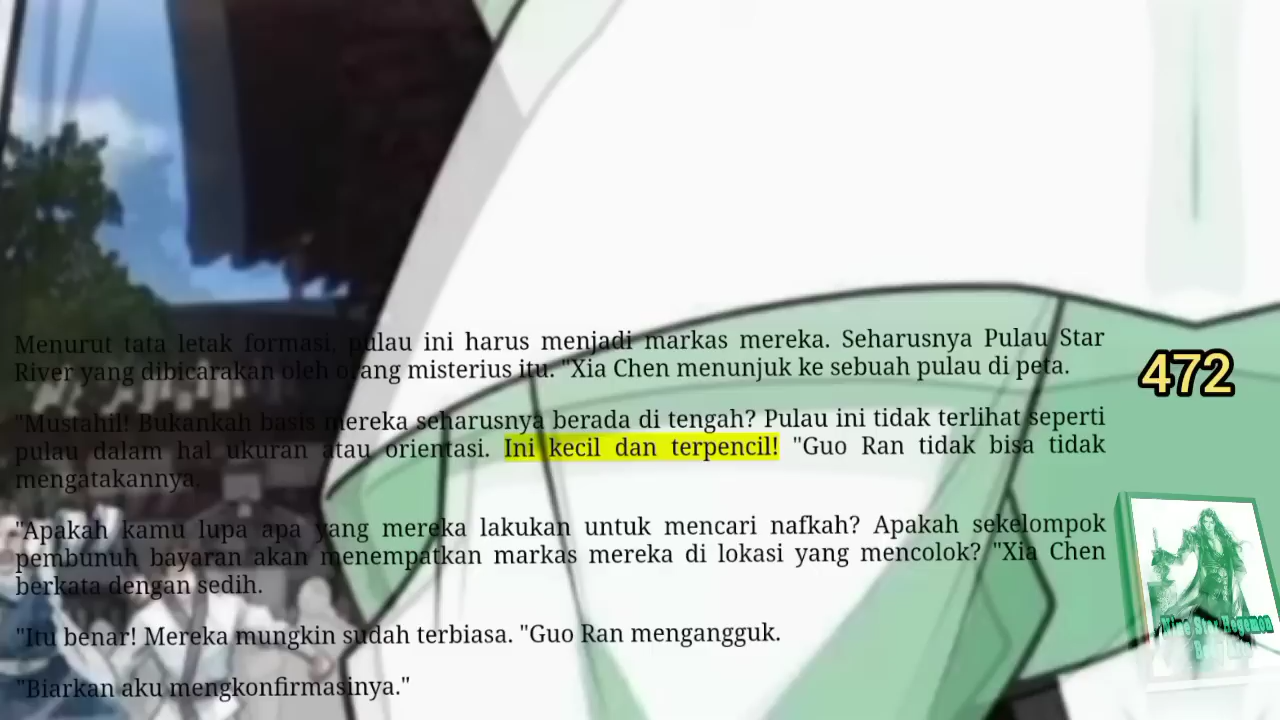 Menurut tata letak formasi, pulau ini harus menjadi markas mereka. Seharusnya Pulau Star
River yang dibicarakan oleh orang misterius itu. "Xia Chen menunjuk ke sebuah pulau di peta.
"Mustahil! Bukankah basis mereka seharusnya berada di tengah? Pulau ini tidak terlihat seperti
pulau dalam hal ukuran atau orientasi. Ini kecil dan terpencil! "Guo Ran tidak bisa tidak
mengatakannya.
"Apakah kamu lupa apa yang mereka lakukan untuk mencari nafkah? Apakah sekelompok
pembunuh bayaran akan menempatkan markas mereka di lokasi yang mencolok? "Xia Chen
berkata dengan sedih.
"Itu benar! Mereka mungkin sudah terbiasa. "Guo Ran mengangguk.
"Biarkan aku mengkonfirmasinya."
472
Nine Star Hegamon
Body Arts